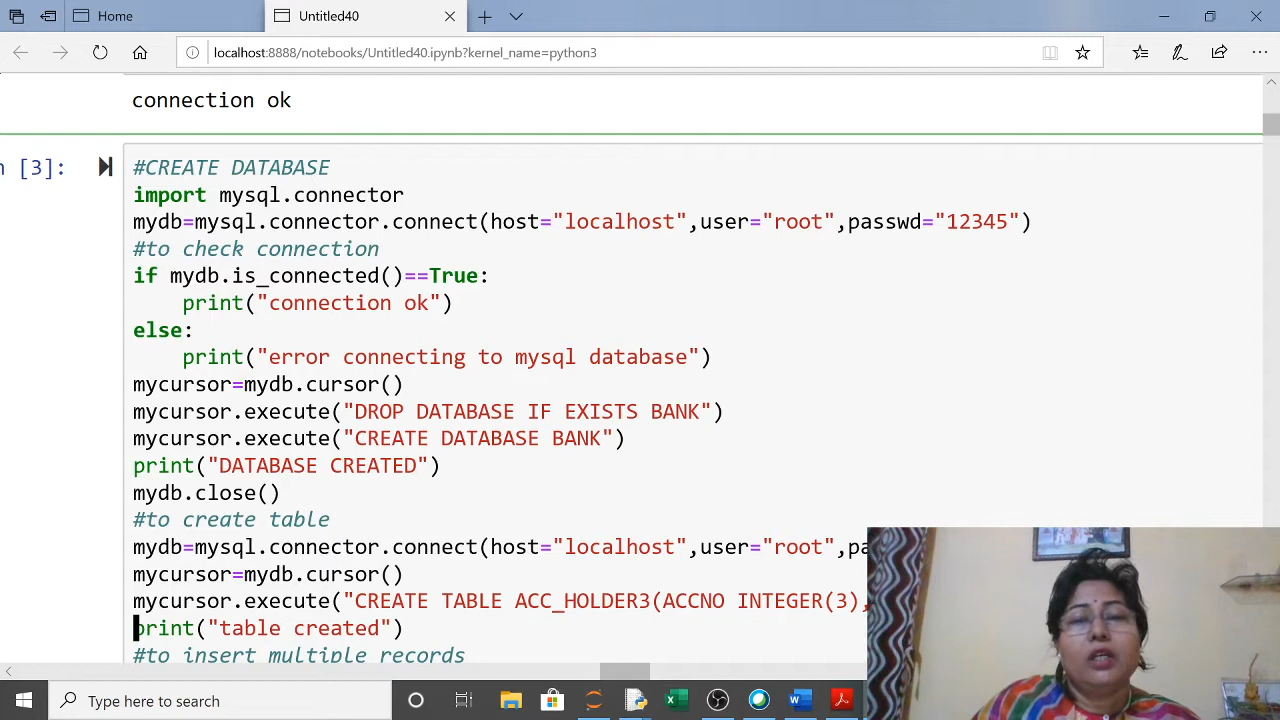 Home
Untitled40
localhost:8888/notebooks/Untitled40.ipynb?kernel_name=python3
connection ok
[3]:
#CREATE DATABASE
import mysql.connector
mydb=mysql.connector.connect(host="localhost",user="root",passwd="12345")
#to check connection
if mydb.is_connected()==True:
    print("connection ok")
else:
    print("error connecting to mysql database")
mycursor=mydb.cursor()
mycursor.execute("DROP DATABASE IF EXISTS BANK")
mycursor.execute("CREATE DATABASE BANK")
print("DATABASE CREATED")
mydb.close()
#to create table
mydb=mysql.connector.connect(host="localhost",user="root",pa
mycursor=mydb.cursor()
mycursor.execute("CREATE TABLE ACC_HOLDER3(ACCNO INTEGER(3),
print("table created")
#to insert multiple records
Type here to search